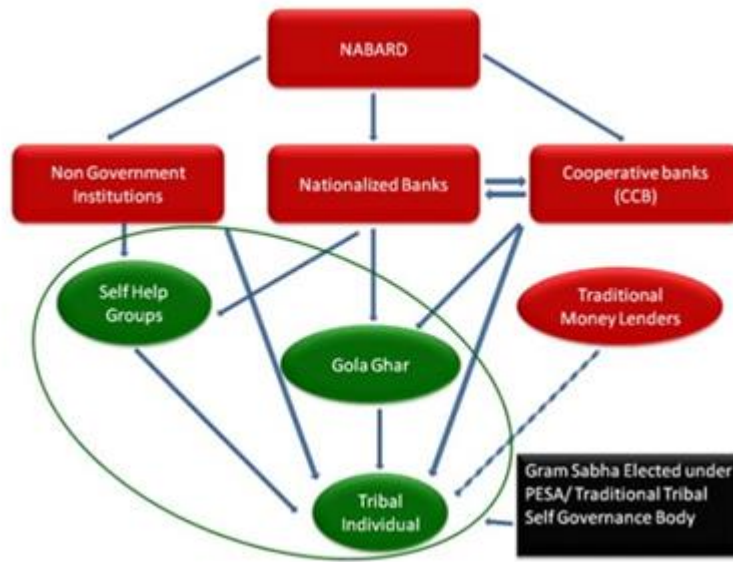 NABARD
Non Government
Institutions
Nationalized Banks
Cooperative banks
(CCB)
Self Help
Groups
Traditional
Money Lenders
Gola Ghar
Tribal
Individual
Gram Sabha Elected under
PESA/ Traditional Tribal
Self Governance Body